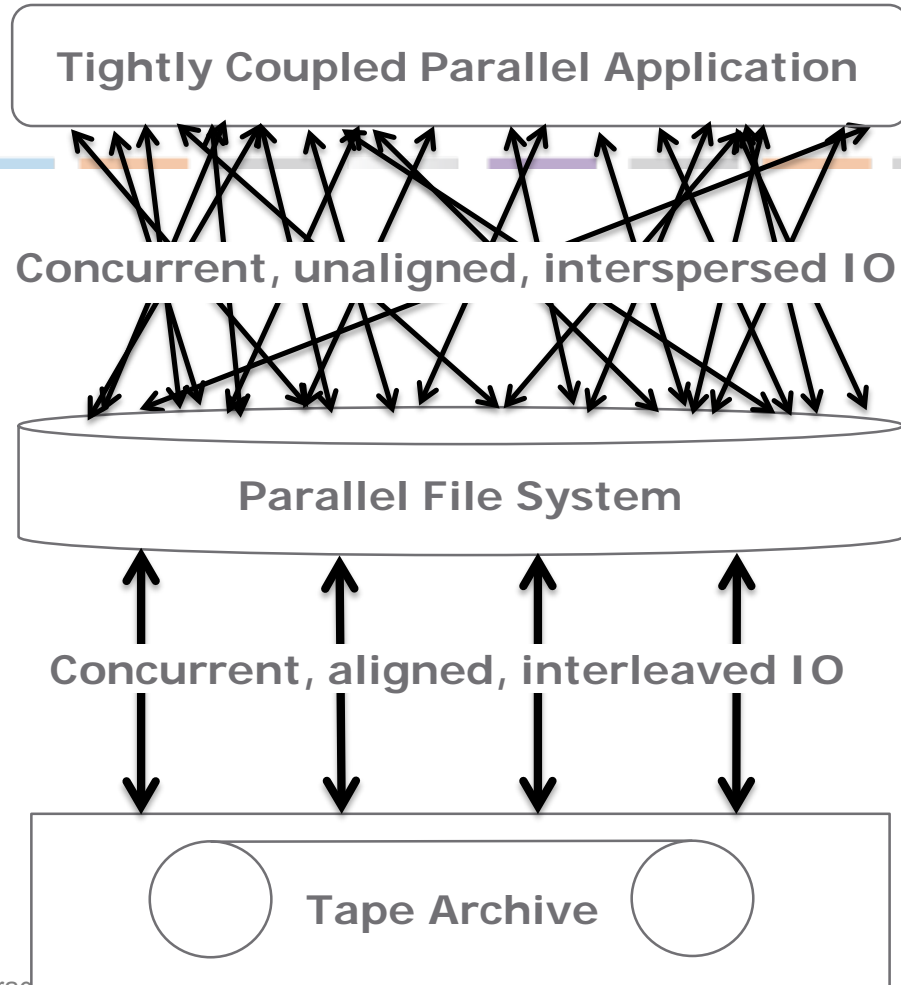 Tightly Coupled Parallel Application
Concurrent, unaligned, interspersed IO
Parallel File System
Concurrent, aligned, interleaved IO
Tape Archive